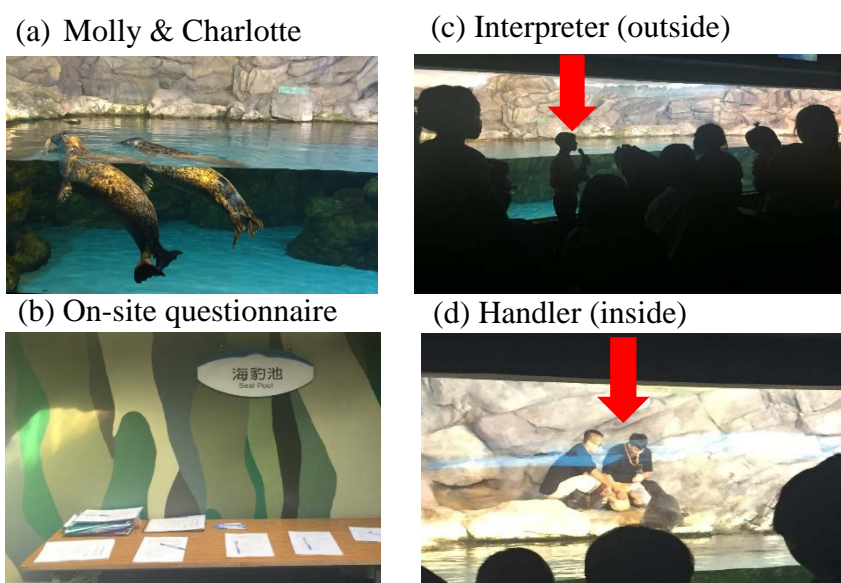 (a) Molly & Charlotte
(c) Interpreter (outside)
(b) On-site questionnaire
海豹池
Seal Pool
(d) Handler (inside)